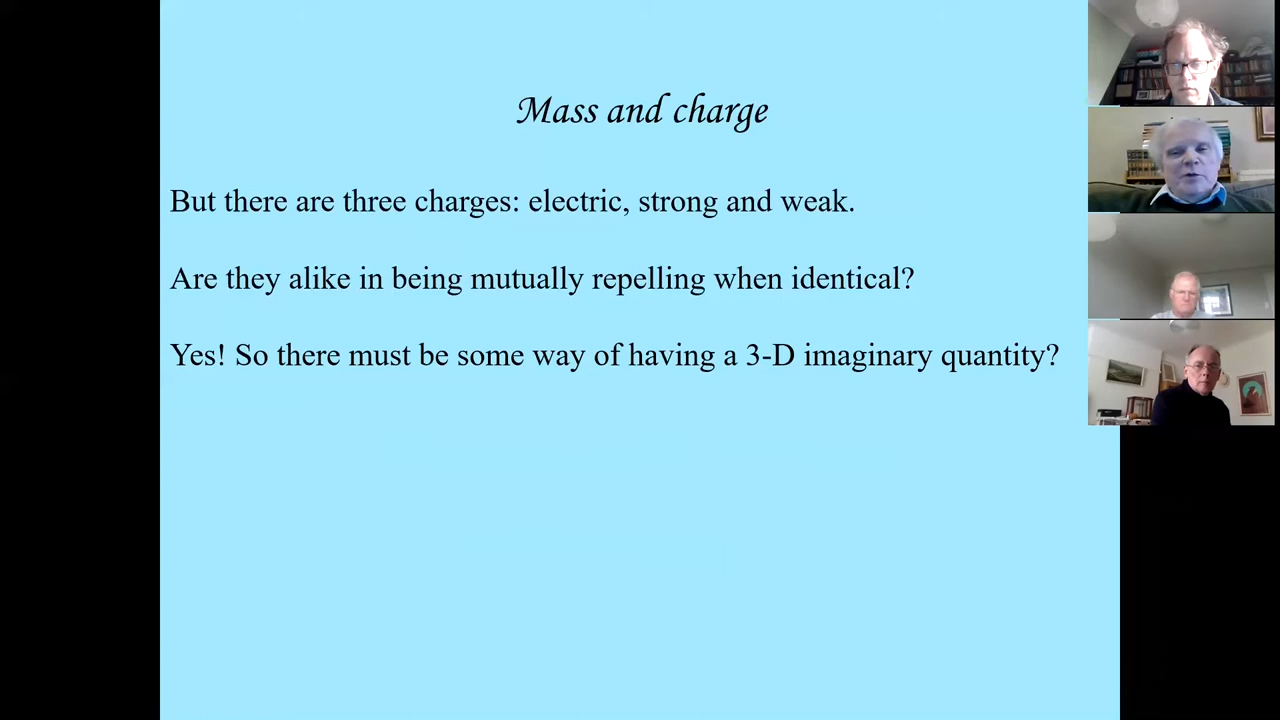 Mass and charge
But there are three charges: electric, strong and weak.
Are they alike in being mutually repelling when identical?
Yes! So there must be some way of having a 3-D imaginary quantity?